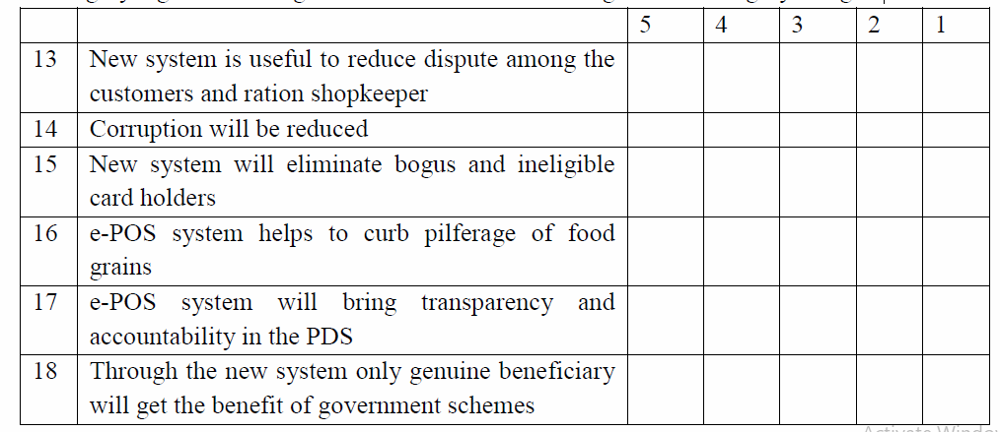 5 4 3 2 1
13 New system is useful to reduce dispute among the
customers and ration shopkeeper
14 Corruption will be reduced
15 New system will eliminate bogus and ineligible
card holders
16 e-POS system helps to curb pilferage of food
grains
17 e-POS system will bring transparency and
accountability in the PDS
18 Through the new system only genuine beneficiary
will get the benefit of government schemes